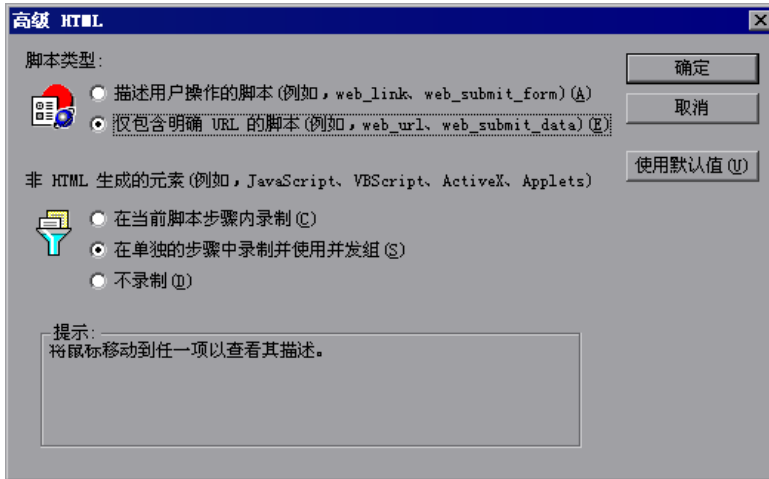 高级 HTML
脚本类型:
描述用户操作的脚本(例如，web_link、web_submit_form)(A)
仅包含明确 URL 的脚本(例如，web_url、web_submit_data)(E)
非 HTML 生成的元素(例如，JavaScript、VBScript、ActiveX、Applets)
在当前脚本步骤内录制(C)
在单独的步骤中录制并使用并发组(S)
不录制(D)
提示:
将鼠标移动到任一项以查看其描述。
确定
取消
使用默认值(U)